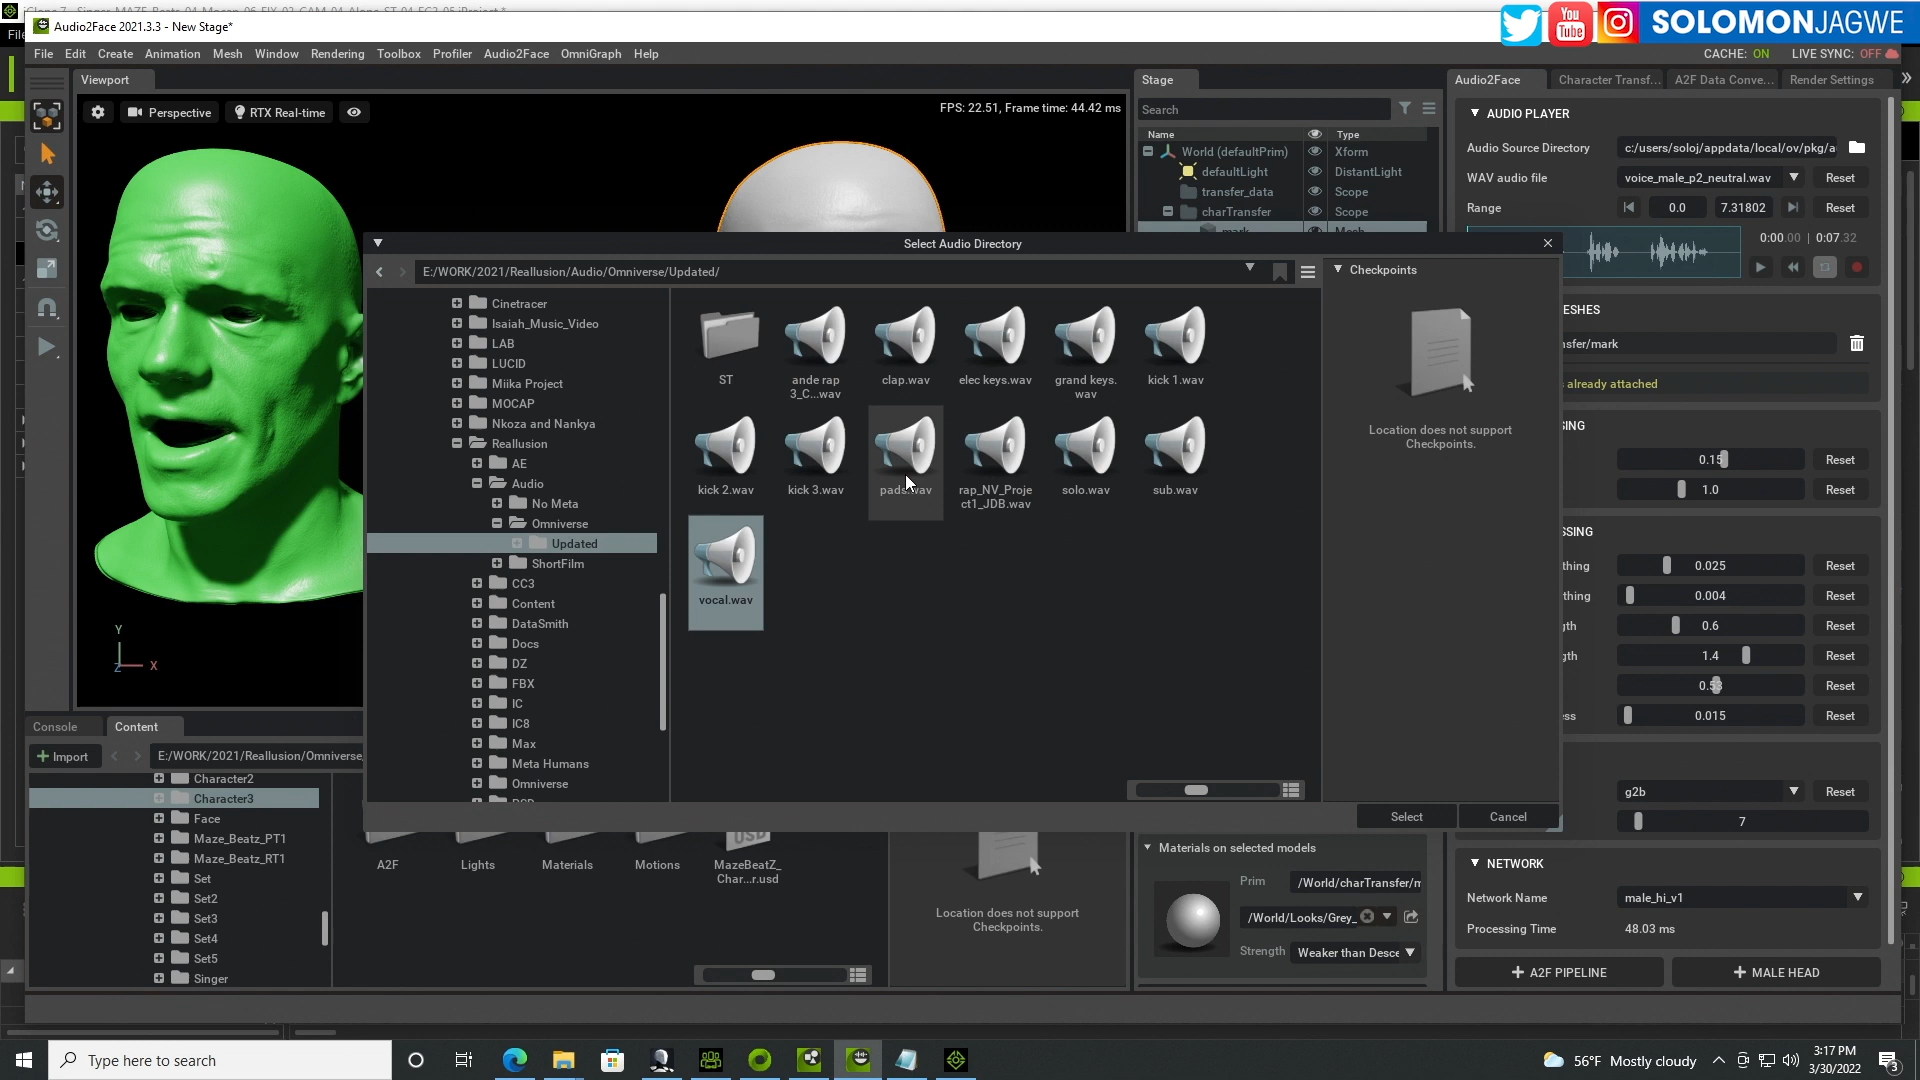 Audio2Face 2021.3.3 - New Stage*
SOLOMONJAGWE
File Edit Create Animation Mesh Window Rendering Toolbox Profiler Audio2Face OmniGraph Help
CACHE: ON LIVE SYNC: OFF
Viewport
Stage
Audio2Face Character Transf... A2F Data Conve... Render Settings
Perspective RTX Real-time
FPS: 22.51, Frame time: 44.42 ms
Search
Name Type
World (defaultPrim) Xform
defaultLight DistantLight
transfer_data Scope
charTransfer Scope
mark Mesh
AUDIO PLAYER
Audio Source Directory c:/users/soloj/appdata/local/ov/pkg/a
WAV audio file voice_male_p2_neutral.wav Reset
Range 0.0 7.31802 Reset
0:00.00 | 0:07.32
Select Audio Directory
E:/WORK/2021/Reallusion/Audio/Omniverse/Updated/
Cinetracer
Isaiah_Music_Video
LAB
LUCID
Miika Project
MOCAP
Nkoza and Nankya
Reallusion
AE
Audio
No Meta
Omniverse
Updated
ShortFilm
CC3
Content
DataSmith
Docs
DZ
FBX
IC
IC8
Max
Meta Humans
Omniverse
ST
ande rap
3_C...wav
clap.wav
elec keys.wav
grand keys.
wav
kick 1.wav
kick 2.wav
kick 3.wav
pads.wav
rap_NV_Proje
ct1_JDB.wav
solo.wav
sub.wav
vocal.wav
Checkpoints
Location does not support
Checkpoints.
Select
Cancel
ESHES
sfer/mark
already attached
SING
0.15 Reset
1.0 Reset
SSING
thing 0.025 Reset
thing 0.004 Reset
gth 0.6 Reset
gth 1.4 Reset
0.53 Reset
ess 0.015 Reset
g2b Reset
7
NETWORK
Network Name male_hi_v1
Processing Time 48.03 ms
A2F PIPELINE
MALE HEAD
Y
Z X
Console Content
Import
E:/WORK/2021/Reallusion/Omniverse
Character2
Character3
Face
Maze_Beatz_PT1
Maze_Beatz_RT1
Set
Set2
Set3
Set4
Set5
Singer
A2F
Lights
Materials
Motions
USD
MazeBeatZ_
Char...r.usd
Location does not support
Checkpoints.
Materials on selected models
Prim /World/charTransfer/m
/World/Looks/Grey_
Strength Weaker than Desce
Type here to search
56°F Mostly cloudy
3:17 PM
3/30/2022
3